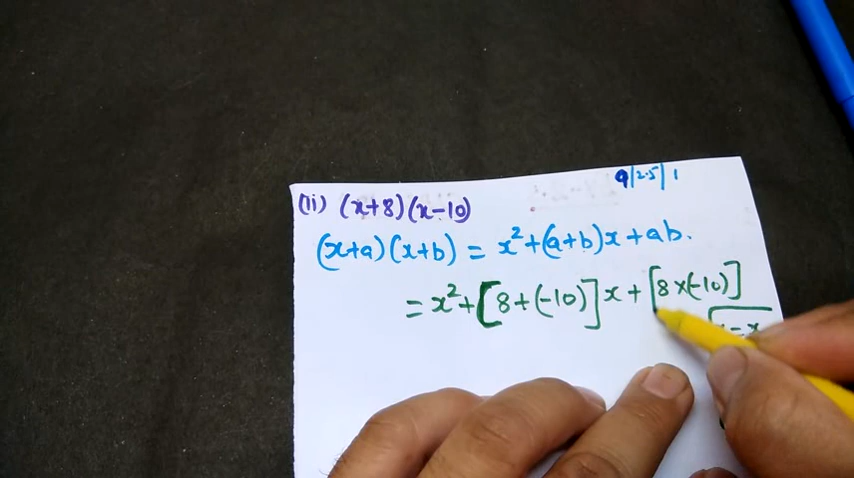 9/2.5/1
(ii) (x+8)(x-10)
(x+a)(x+b) = x²+(a+b)x+ab.
= x²+[8+(-10)]x+[8×(-10)]